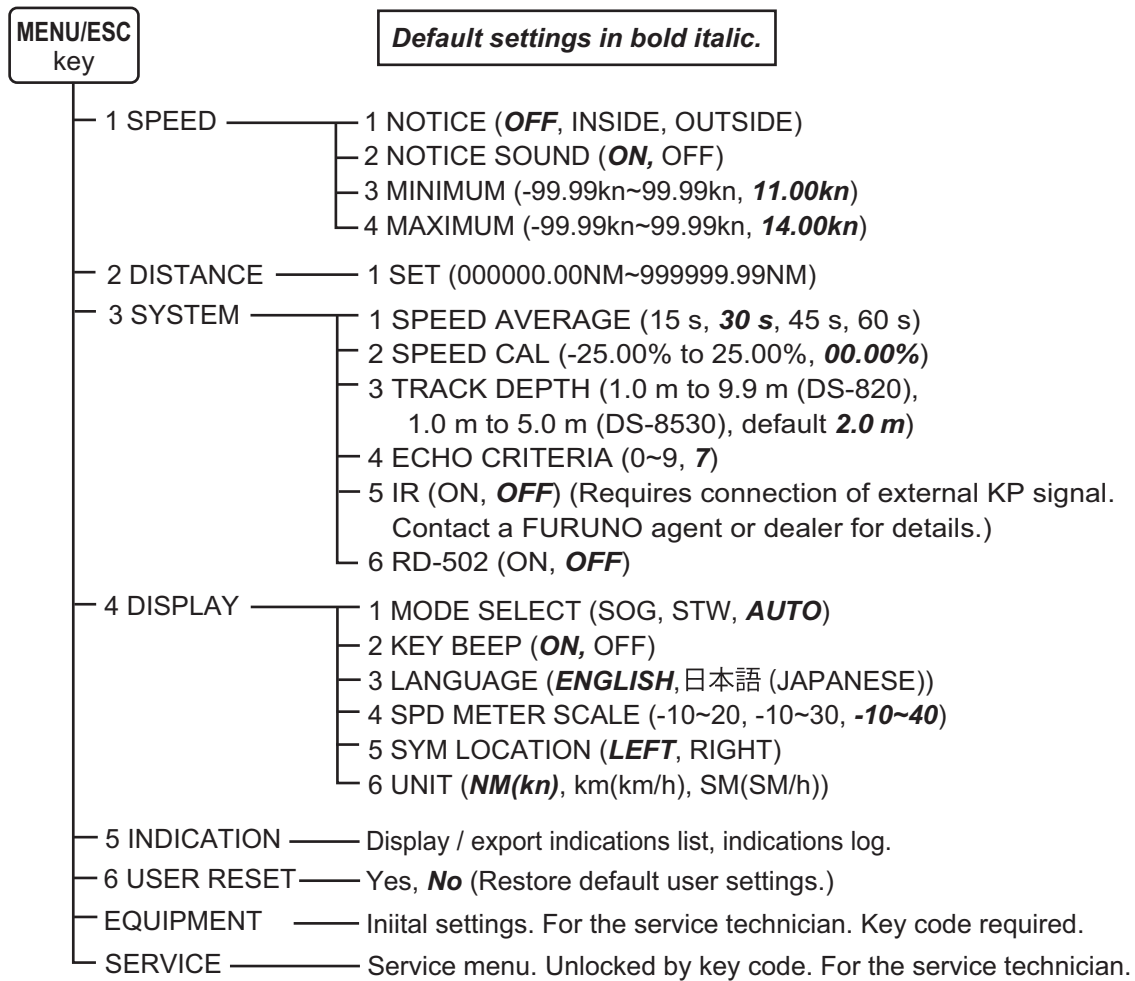 MENU/ESC
key
Default settings in bold italic.
1 SPEED
1 NOTICE (OFF, INSIDE, OUTSIDE)
2 NOTICE SOUND (ON, OFF)
3 MINIMUM (-99.99kn~99.99kn, 11.00kn)
4 MAXIMUM (-99.99kn~99.99kn, 14.00kn)
2 DISTANCE
1 SET (000000.00NM~999999.99NM)
3 SYSTEM
1 SPEED AVERAGE (15 s, 30 s, 45 s, 60 s)
2 SPEED CAL (-25.00% to 25.00%, 00.00%)
3 TRACK DEPTH (1.0 m to 9.9 m (DS-820),
1.0 m to 5.0 m (DS-8530), default 2.0 m)
4 ECHO CRITERIA (0~9, 7)
5 IR (ON, OFF) (Requires connection of external KP signal.
Contact a FURUNO agent or dealer for details.)
6 RD-502 (ON, OFF)
4 DISPLAY
1 MODE SELECT (SOG, STW, AUTO)
2 KEY BEEP (ON, OFF)
3 LANGUAGE (ENGLISH,日本語 (JAPANESE))
4 SPD METER SCALE (-10~20, -10~30, -10~40)
5 SYM LOCATION (LEFT, RIGHT)
6 UNIT (NM(kn), km(km/h), SM(SM/h))
5 INDICATION
Display / export indications list, indications log.
6 USER RESET
Yes, No (Restore default user settings.)
EQUIPMENT
Iniital settings. For the service technician. Key code required.
SERVICE
Service menu. Unlocked by key code. For the service technician.